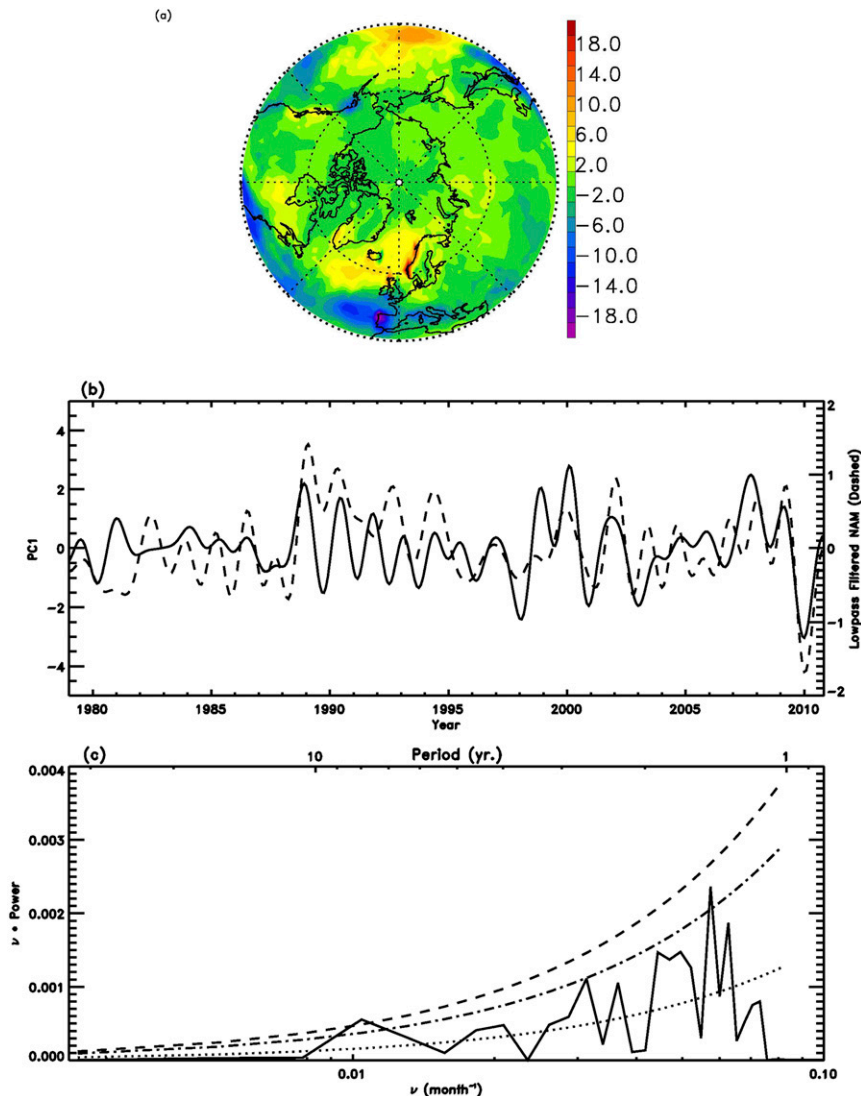 (a)
18.0
14.0
10.0
6.0
2.0
-2.0
-6.0
-10.0
-14.0
-18.0
(b)
4
2
0
-2
-4
PC1
2
1
0
-1
-2
Lowpass Filtered NAM (Dashed)
1980 1985 1990 1995 2000 2005 2010
Year
(c)
10 Period (yr.) 1
0.004
0.003
0.002
0.001
0.000
ν * Power
0.01 0.10
ν (month⁻¹)